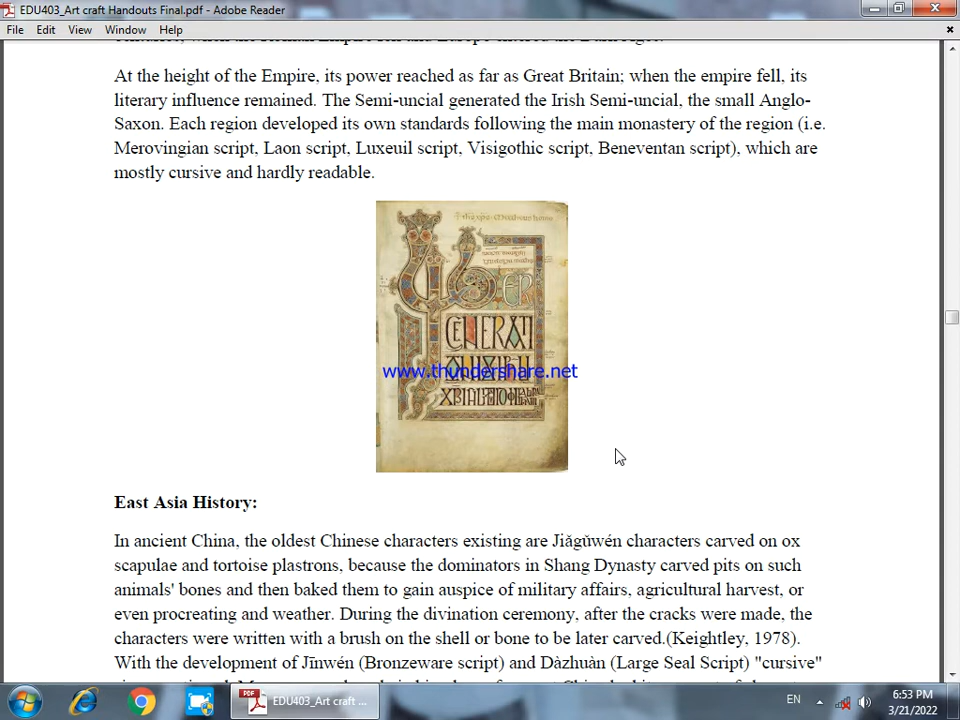 EDU403_Art craft Handouts Final.pdf - Adobe Reader
File Edit View Window Help
At the height of the Empire, its power reached as far as Great Britain; when the empire fell, its
literary influence remained. The Semi-uncial generated the Irish Semi-uncial, the small Anglo-
Saxon. Each region developed its own standards following the main monastery of the region (i.e.
Merovingian script, Laon script, Luxeuil script, Visigothic script, Beneventan script), which are
mostly cursive and hardly readable.
GENERATI
www.thundershare.net
East Asia History:
In ancient China, the oldest Chinese characters existing are Jiǎgǔwén characters carved on ox
scapulae and tortoise plastrons, because the dominators in Shang Dynasty carved pits on such
animals' bones and then baked them to gain auspice of military affairs, agricultural harvest, or
even procreating and weather. During the divination ceremony, after the cracks were made, the
characters were written with a brush on the shell or bone to be later carved.(Keightley, 1978).
With the development of Jīnwén (Bronzeware script) and Dàzhuàn (Large Seal Script) "cursive"
PDF
EDU403_Art craft ...
EN
6:53 PM
3/21/2022